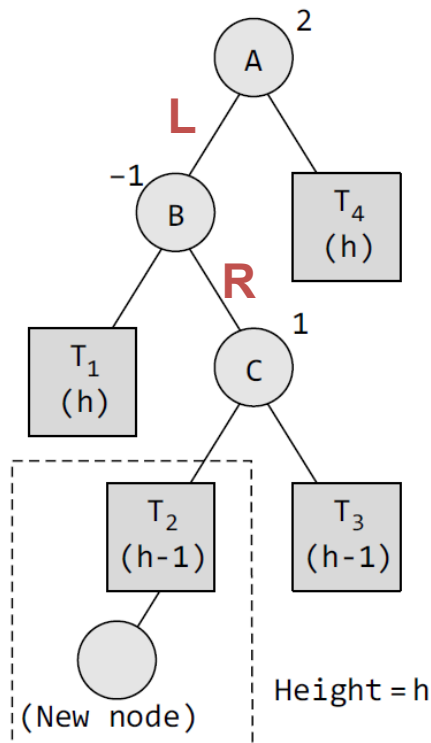 2
A
L
−1
B
T4
(h)
R
1
T1
(h)
C
T2
(h-1)
T3
(h-1)
Height = h
(New node)